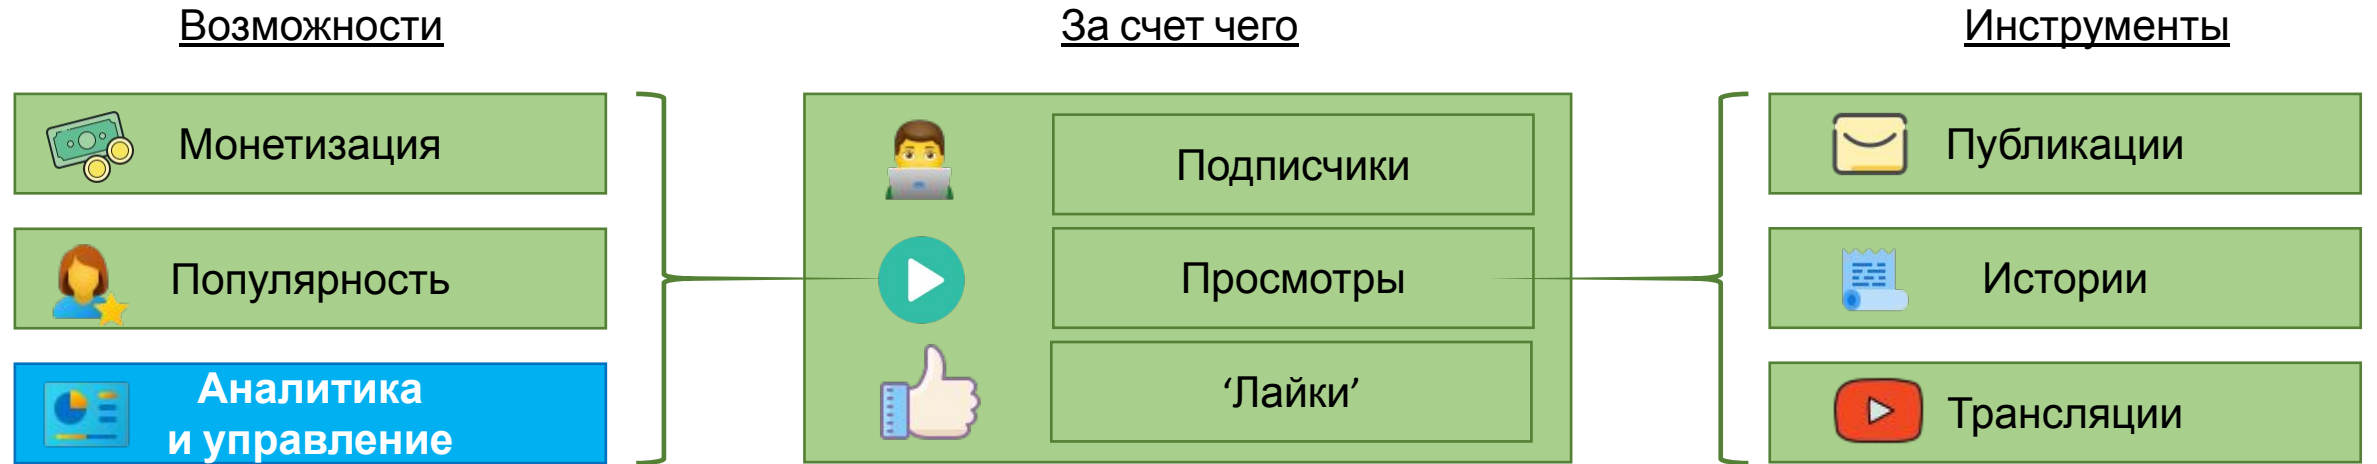 Возможности
За счет чего
Инструменты
Монетизация
Популярность
Аналитика
и управление
Подписчики
Просмотры
‘Лайки’
Публикации
Истории
Трансляции